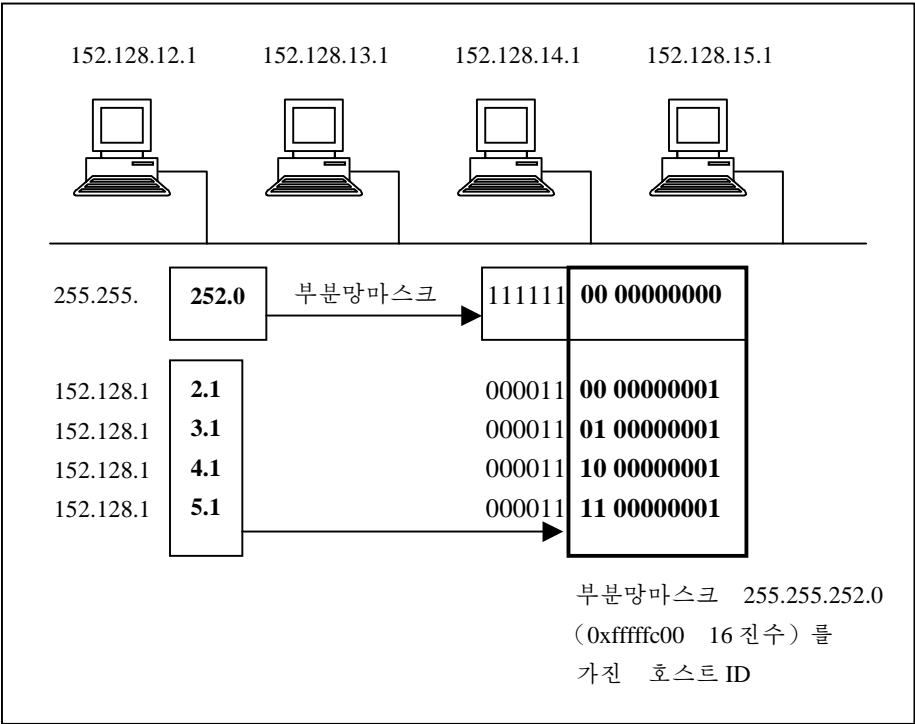 152.128.12.1 152.128.13.1 152.128.14.1 152.128.15.1
255.255. 252.0 부분망마스크 111111 00 00000000
152.128.1 2.1 000011 00 00000001
152.128.1 3.1 000011 01 00000001
152.128.1 4.1 000011 10 00000001
152.128.1 5.1 000011 11 00000001
부분망마스크 255.255.252.0
(0xfffffc00 16 진수) 를
가진 호스트 ID